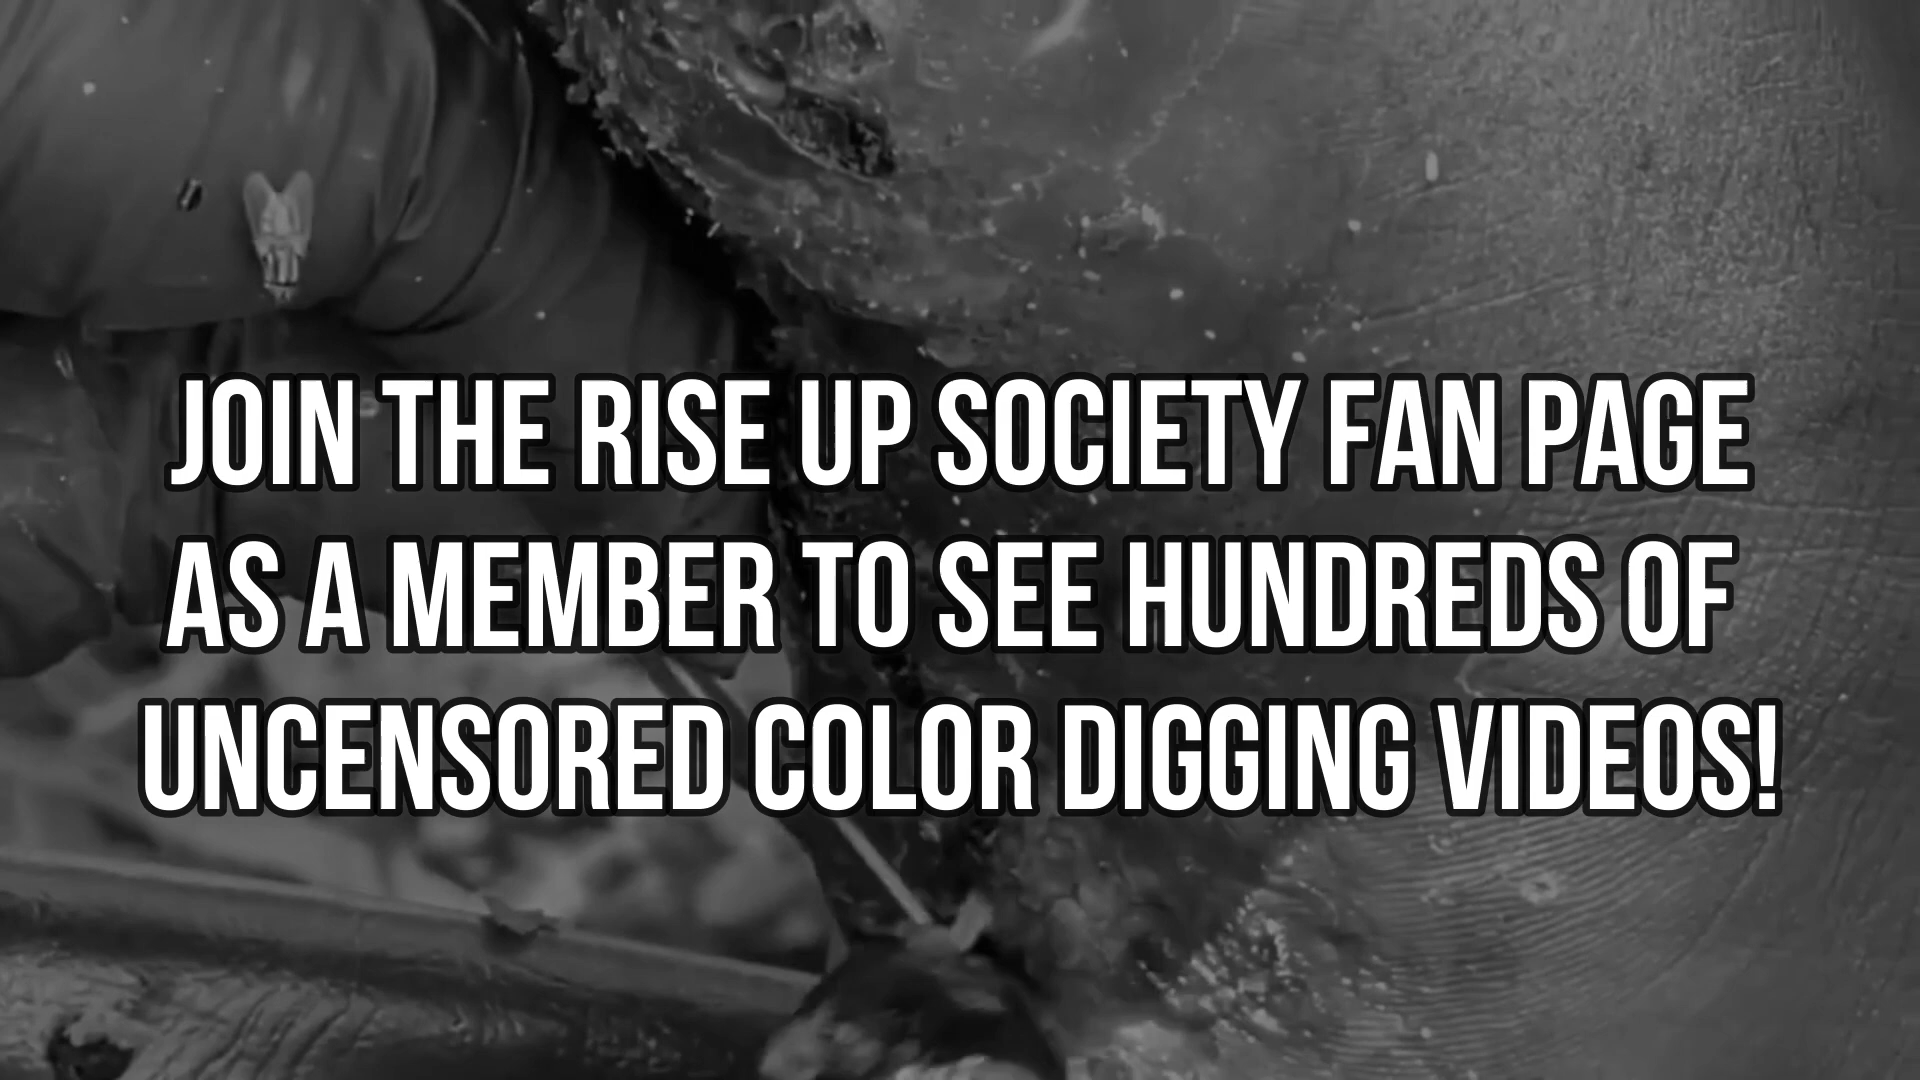 JOIN THE RISE UP SOCIETY FAN PAGE
AS A MEMBER TO SEE HUNDREDS OF
UNCENSORED COLOR DIGGING VIDEOS!